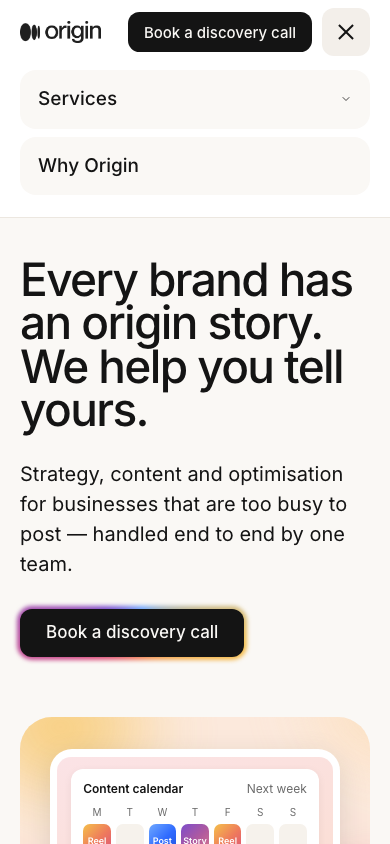 origin
Book a discovery call
Services
Why Origin
Every brand has
an origin story.
We help you tell
yours.
Strategy, content and optimisation
for businesses that are too busy to
post — handled end to end by one
team.
Book a discovery call
Content calendar Next week
M T W T F S S
Reel Post Story Reel